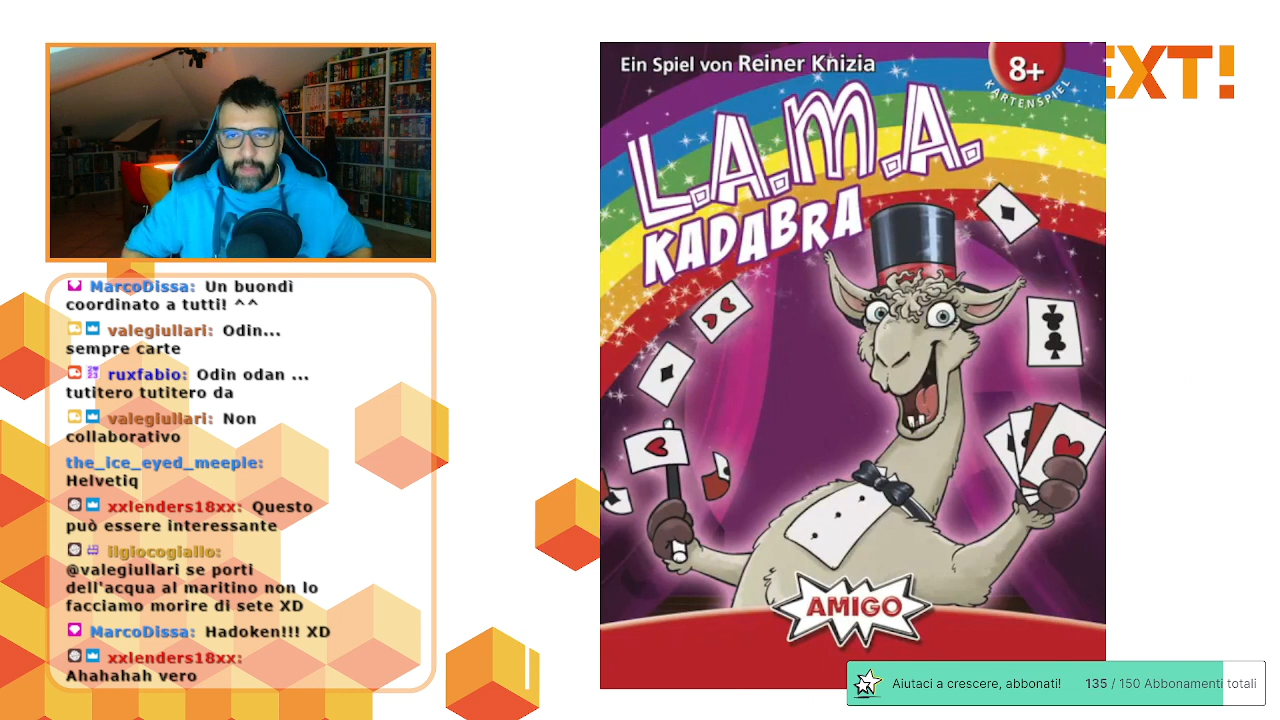 EXT!
Ein Spiel von Reiner Knizia
8+
KARTENSPIEL
L.A.M.A.
KADABRA
AMIGO
MarcoDissa: Un buondì
coordinato a tutti! ^^
valegiullari: Odin...
sempre carte
ruxfabio: Odin odan ...
tutitero tutitero da
valegiullari: Non
collaborativo
the_ice_eyed_meeple:
Helvetiq
xxlenders18xx: Questo
può essere interessante
ilgiocogiallo:
@valegiullari se porti
dell'acqua al maritino non lo
facciamo morire di sete XD
MarcoDissa: Hadoken!!! XD
xxlenders18xx:
Ahahahah vero
Aiutaci a crescere, abbonati! 135 / 150 Abbonamenti totali